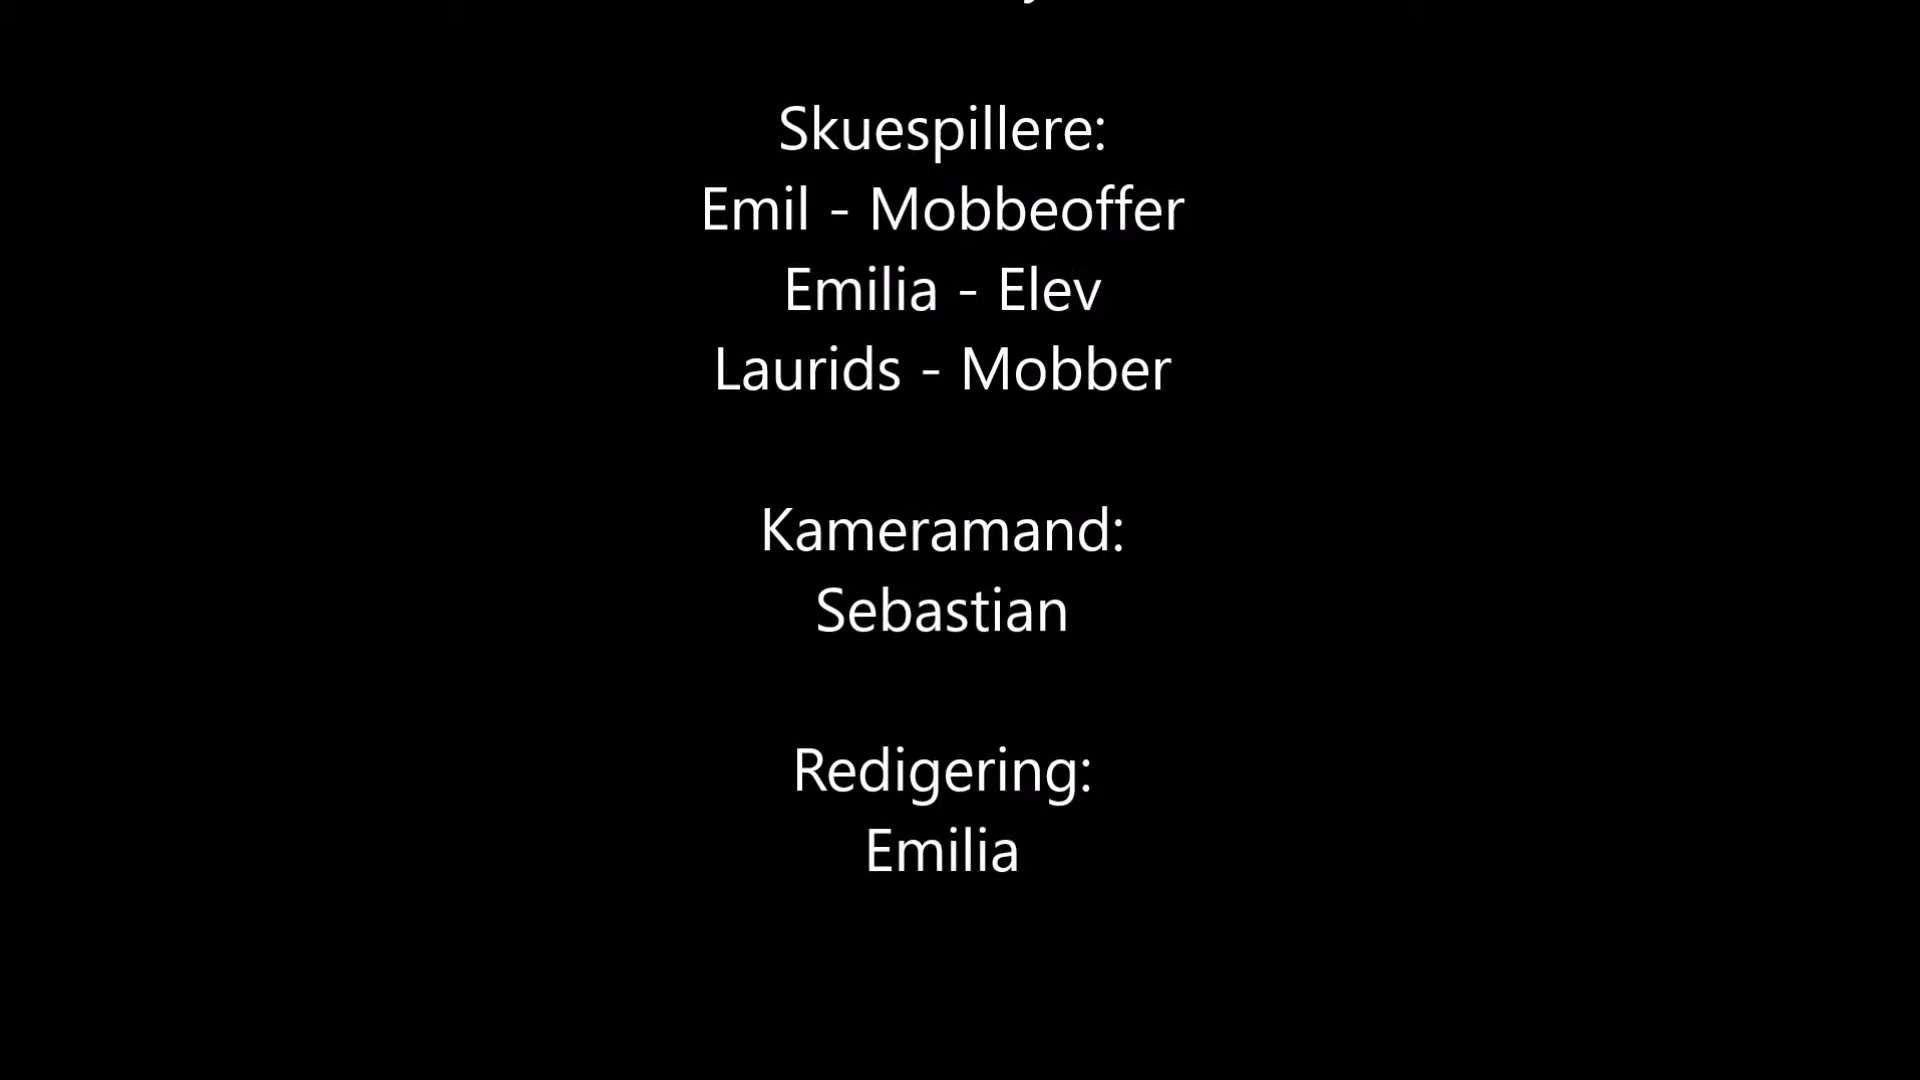 Skuespillere:
Emil - Mobbeoffer
Emilia - Elev
Laurids - Mobber
Kameramand:
Sebastian
Redigering:
Emilia